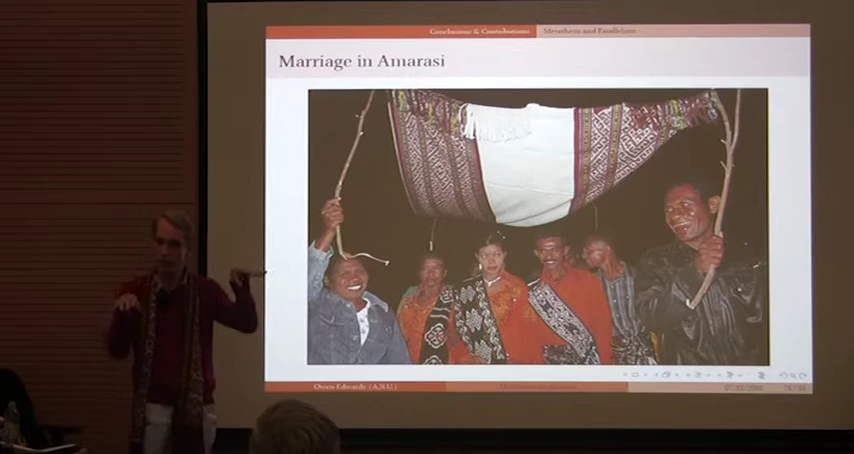 Conclusions & Contributions
Metathesis and Parallelism
Marriage in Amarasi
Owen Edwards (A.N.U.)